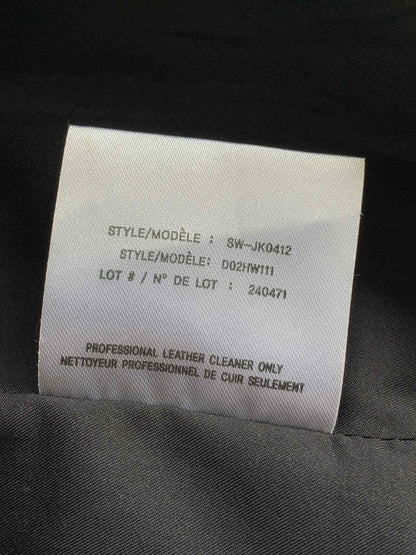 STYLE/MODÈLE : SW-JK0412
STYLE/MODÈLE: D02HW111
LOT # / N° DE LOT : 240471
PROFESSIONAL LEATHER CLEANER ONLY
NETTOYEUR PROFESSIONNEL DE CUIR SEULEMENT